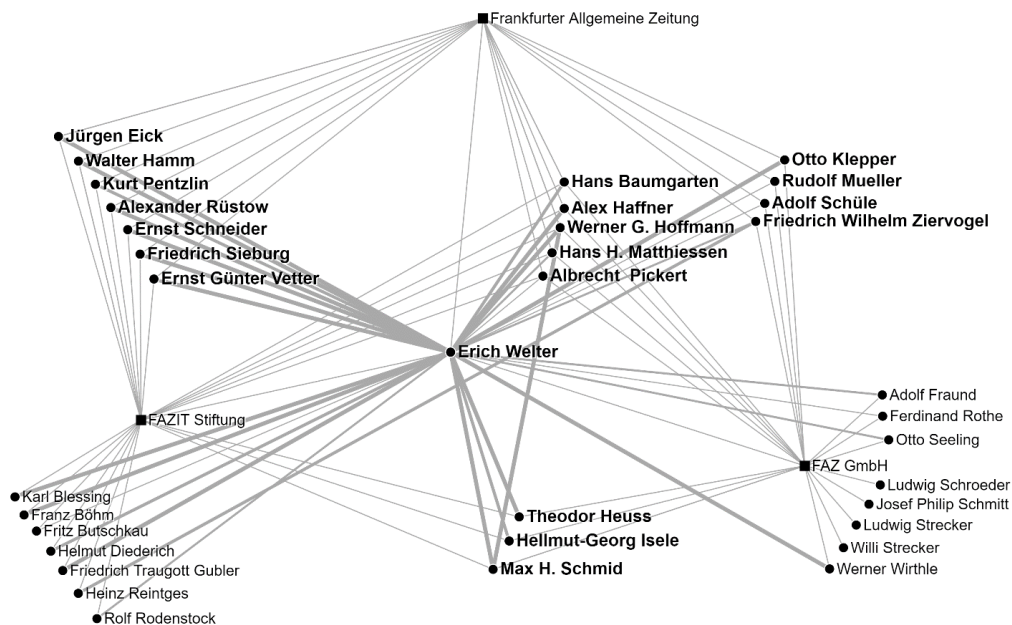 Frankfurter Allgemeine Zeitung
Jürgen Eick
Walter Hamm
Kurt Pentzlin
Alexander Rüstow
Ernst Schneider
Friedrich Sieburg
Ernst Günter Vetter
Hans Baumgarten
Alex Haffner
Werner G. Hoffmann
Hans H. Matthiessen
Albrecht Pickert
Otto Klepper
Rudolf Mueller
Adolf Schüle
Friedrich Wilhelm Ziervogel
Erich Welter
FAZIT Stiftung
Adolf Fraund
Ferdinand Rothe
Otto Seeling
FAZ GmbH
Ludwig Schroeder
Josef Philip Schmitt
Ludwig Strecker
Willi Strecker
Werner Wirthle
Karl Blessing
Franz Böhm
Fritz Butschkau
Helmut Diederich
Friedrich Traugott Gubler
Heinz Reintges
Rolf Rodenstock
Theodor Heuss
Hellmut-Georg Isele
Max H. Schmid